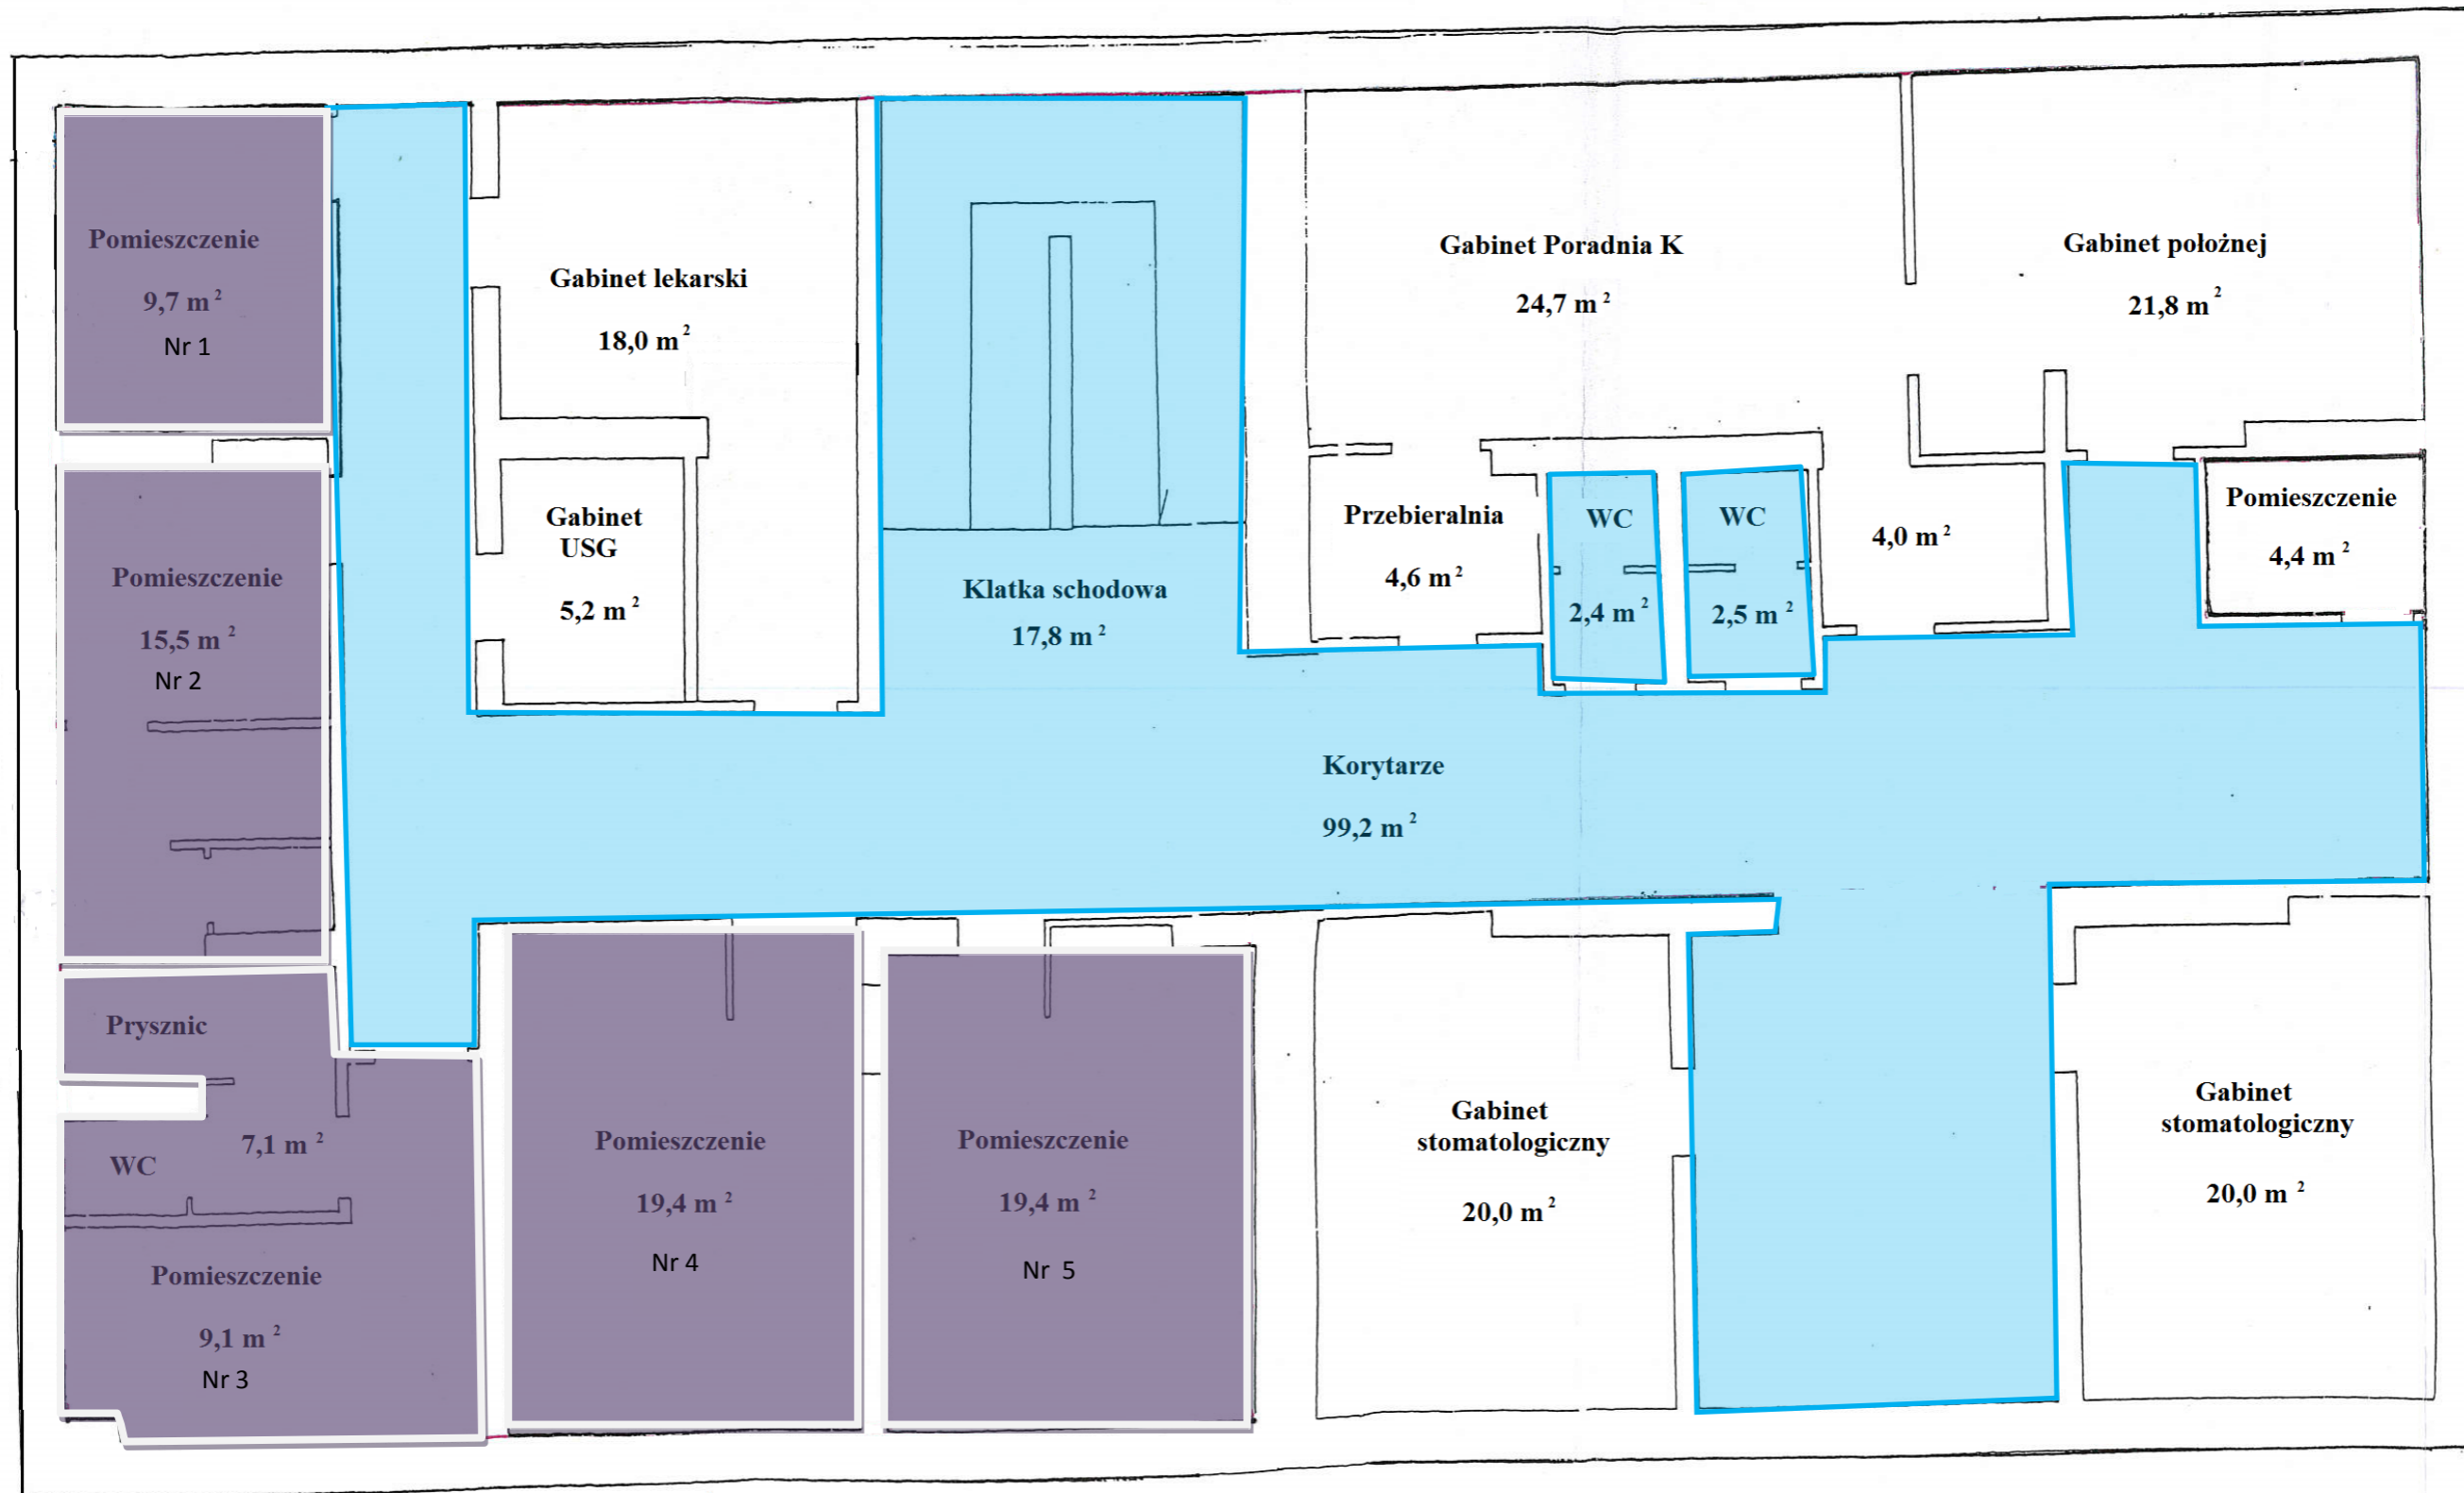 Pomieszczenie
9,7 m²
Nr 1
Gabinet lekarski
18,0 m²
Gabinet Poradnia K
24,7 m²
Gabinet położnej
21,8 m²
Pomieszczenie
15,5 m²
Nr 2
Gabinet
USG
5,2 m²
Klatka schodowa
17,8 m²
Przebieralnia
4,6 m²
WC
2,4 m²
WC
2,5 m²
4,0 m²
Pomieszczenie
4,4 m²
Korytarze
99,2 m²
Prysznic
7,1 m²
WC
Pomieszczenie
9,1 m²
Nr 3
Pomieszczenie
19,4 m²
Nr 4
Pomieszczenie
19,4 m²
Nr 5
Gabinet
stomatologiczny
20,0 m²
Gabinet
stomatologiczny
20,0 m²